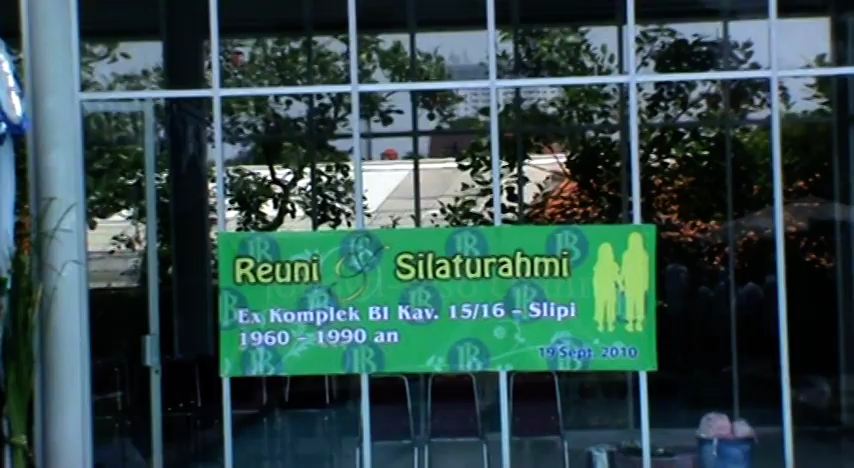 Reuni & Silaturahmi
Ex Komplek BI Kav. 15/16 - Slipi
1960 - 1990 an
19 Sept. 2010